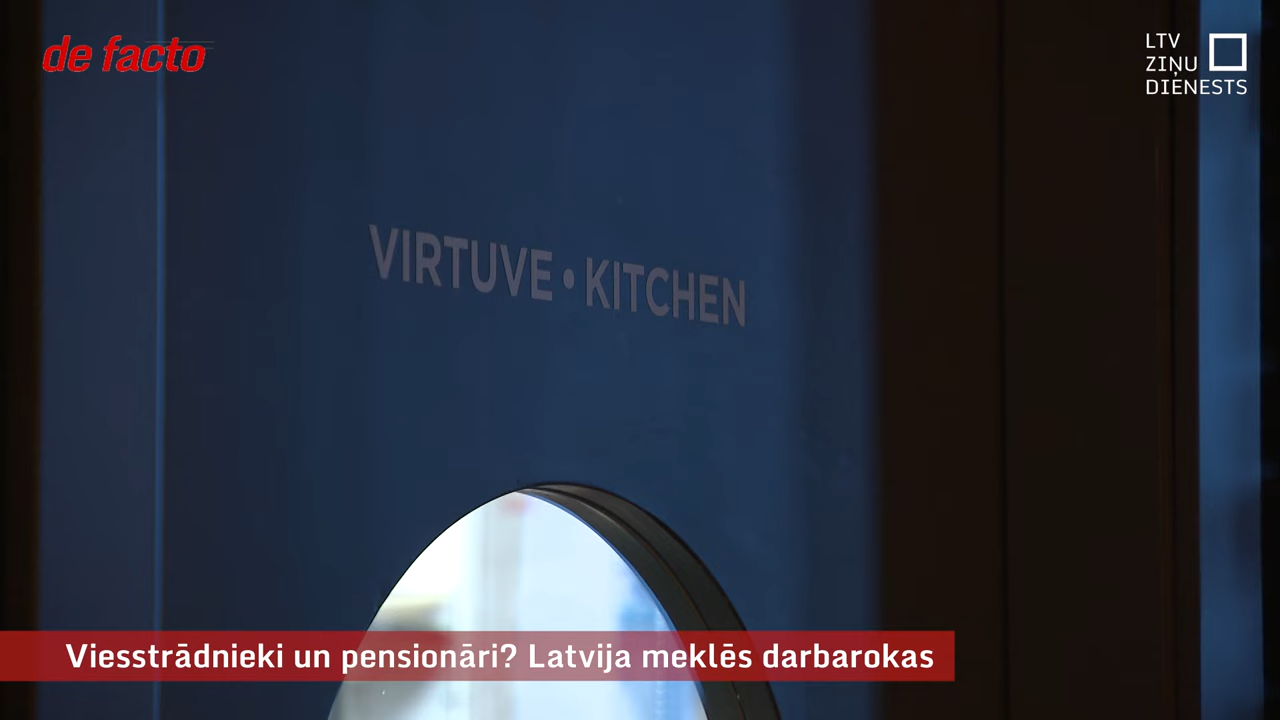 de facto
LTV
ZIŅU
DIENESTS
VIRTUVE • KITCHEN
Viesstrādnieki un pensionāri? Latvija meklēs darbarokas